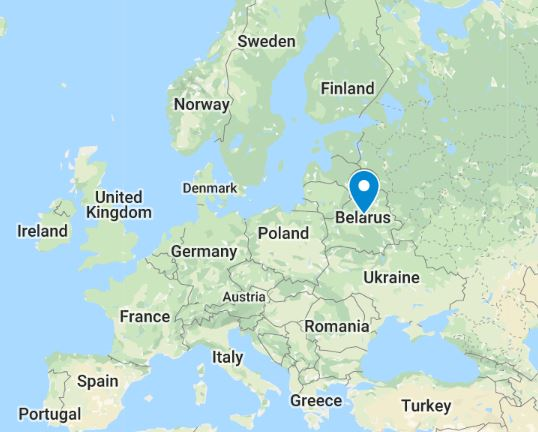 Sweden
Finland
Norway
Denmark
United
Kingdom
Belarus
Ireland
Poland
Germany
Ukraine
Austria
France
Romania
Italy
Spain
Greece
Turkey
Portugal